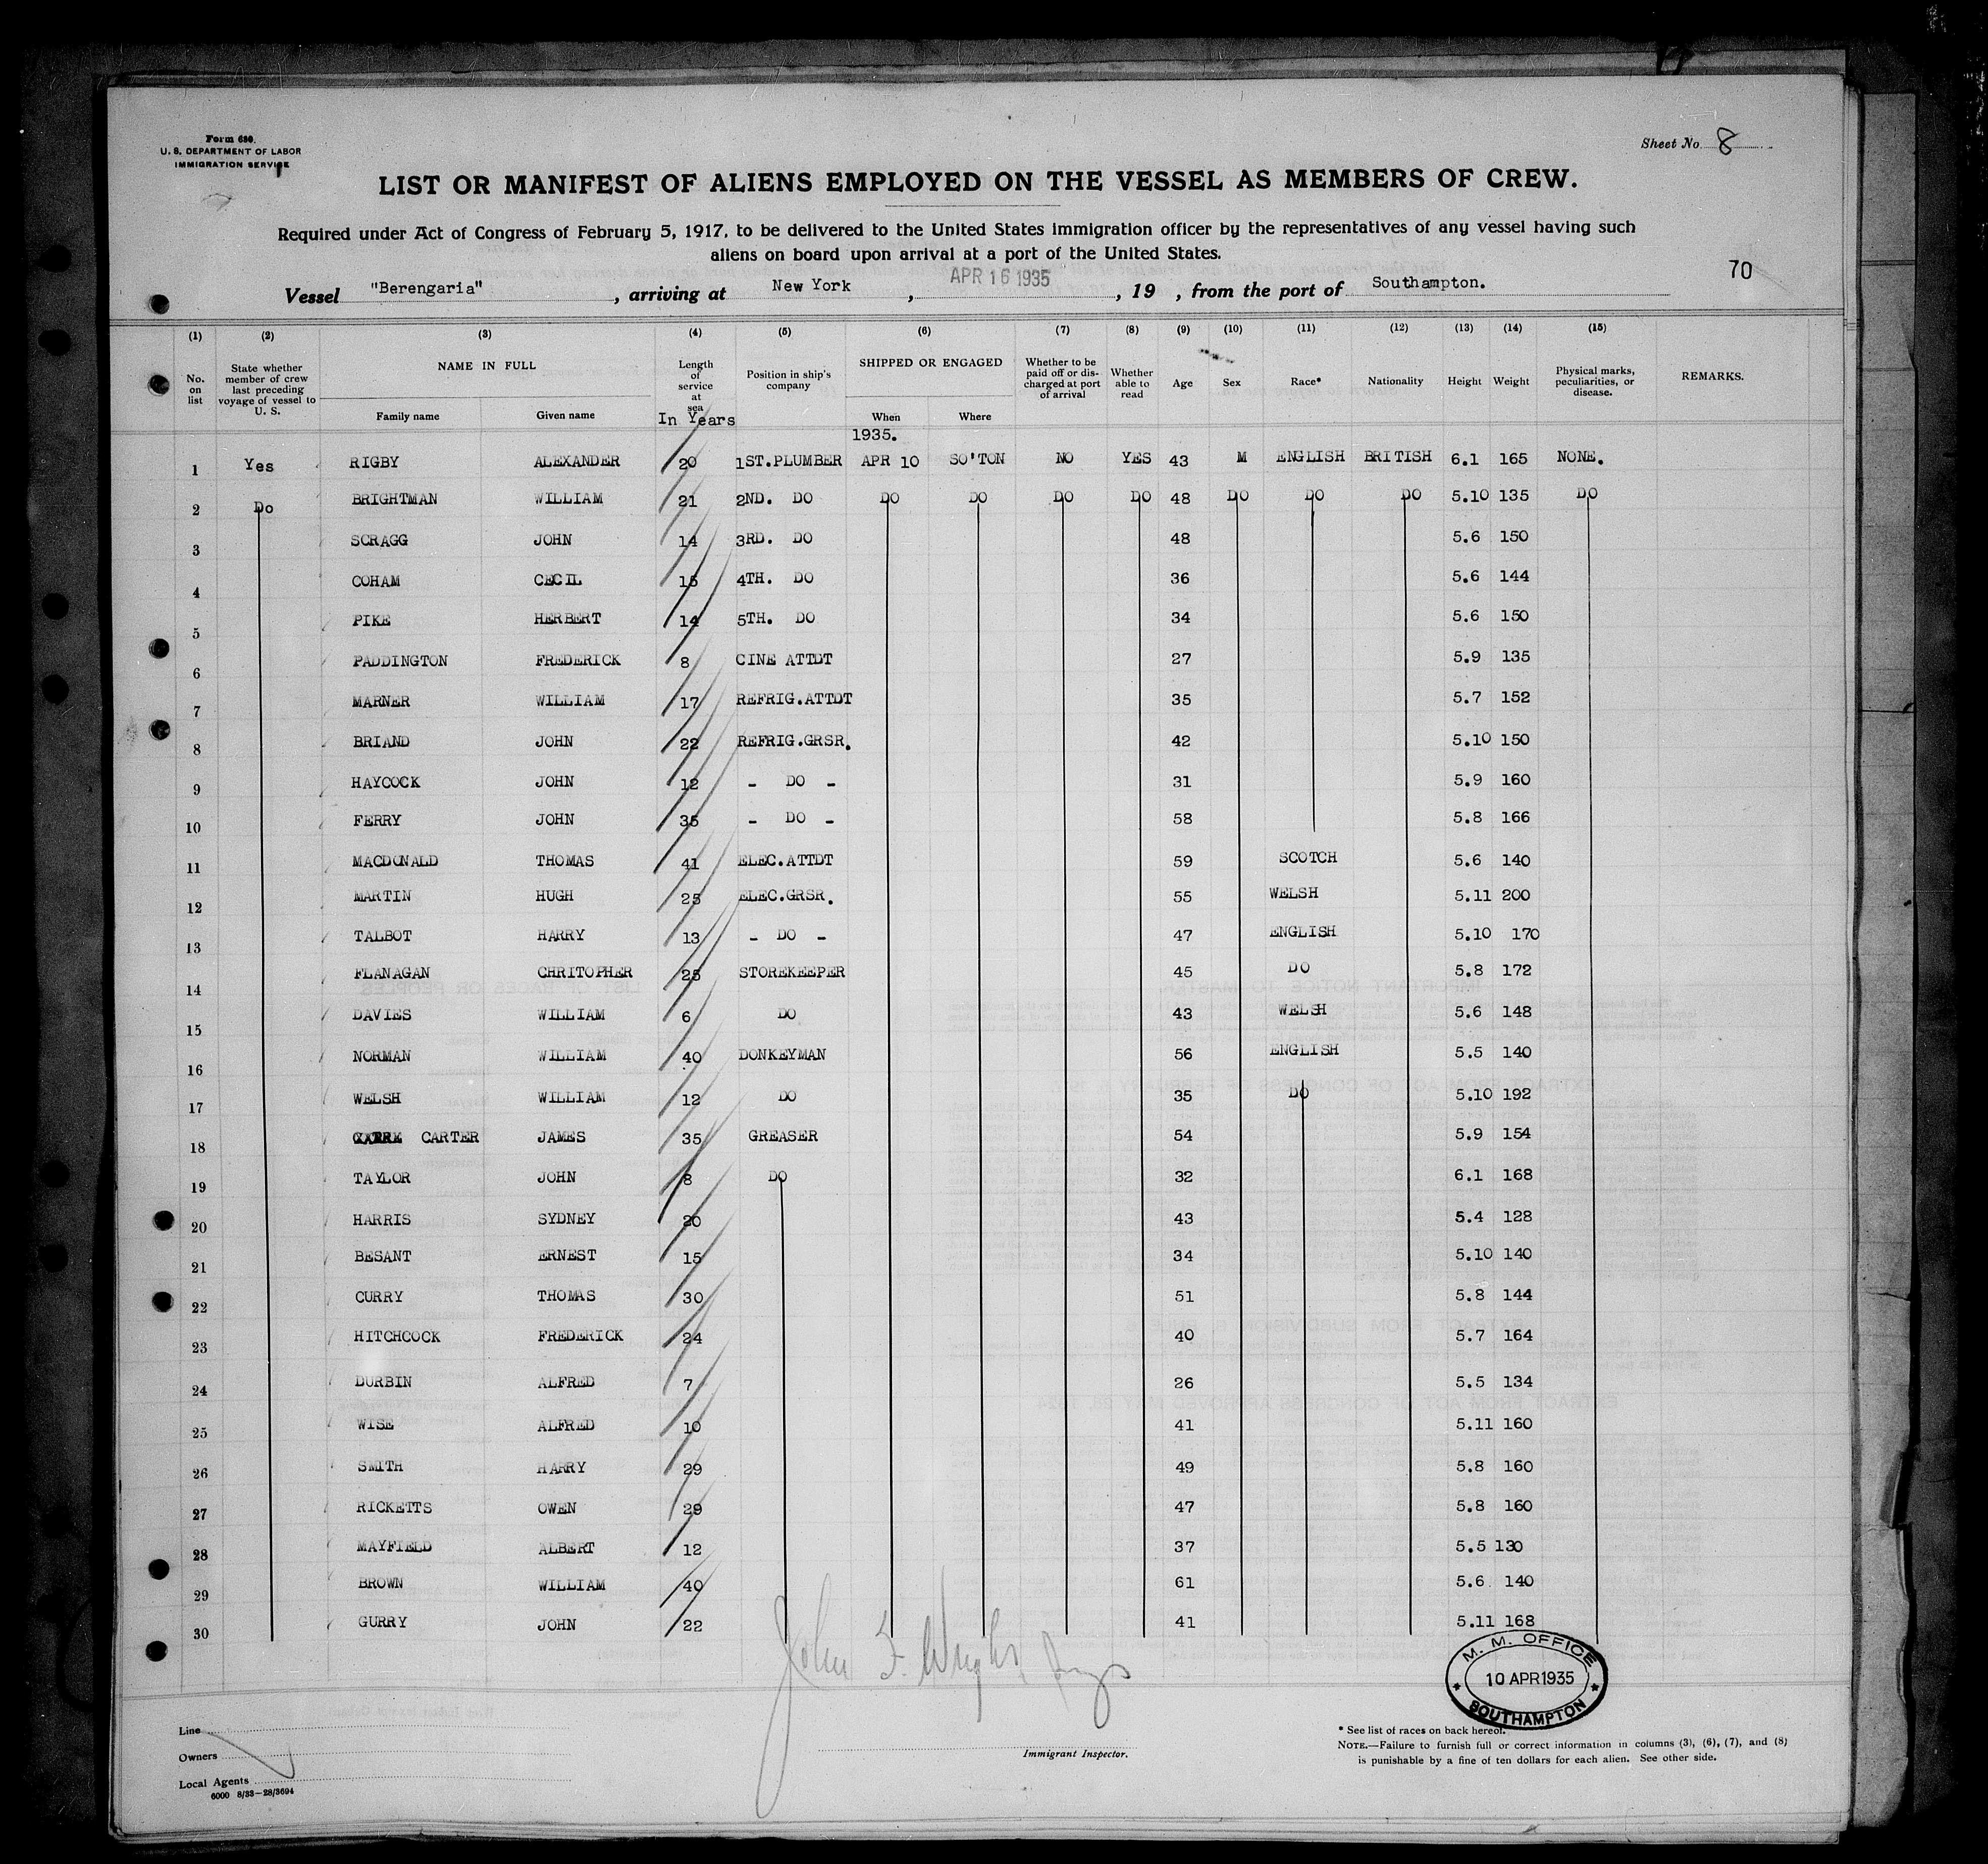 Form 680.
U. S. DEPARTMENT OF LABOR
IMMIGRATION SERVICE
Sheet No. 8
LIST OR MANIFEST OF ALIENS EMPLOYED ON THE VESSEL AS MEMBERS OF CREW.
Required under Act of Congress of February 5, 1917, to be delivered to the United States immigration officer by the representatives of any vessel having such
aliens on board upon arrival at a port of the United States.
70
Vessel "Berengaria", arriving at New York, APR 16 1935, 19 , from the port of Southampton.
(1) (2) (3) (4) (5) (6) (7) (8) (9) (10) (11) (12) (13) (14) (15)
No. on list State whether member of crew last preceding voyage of vessel to U. S. NAME IN FULL Family name Given name Length of service at sea In Years Position in ship's company SHIPPED OR ENGAGED When Where Whether to be paid off or discharged at port of arrival Whether able to read Age Sex Race* Nationality Height Weight Physical marks, peculiarities, or disease. REMARKS.
1935.
1 Yes RIGBY ALEXANDER 20 1ST.PLUMBER APR 10 SO'TON NO YES 43 M ENGLISH BRITISH 6.1 165 NONE.
2 Do BRIGHTMAN WILLIAM 21 2ND. DO DO DO DO DO 48 DO DO DO 5.10 135 DO
3 SCRAGG JOHN 14 3RD. DO 48 5.6 150
4 COHAM CECIL 15 4TH. DO 36 5.6 144
5 PIKE HERBERT 14 5TH. DO 34 5.6 150
6 PADDINGTON FREDERICK 8 CINE ATTDT 27 5.9 135
7 MARNER WILLIAM 17 REFRIG.ATTDT 35 5.7 152
8 BRIAND JOHN 22 REFRIG.GRSR. 42 5.10 150
9 HAYCOCK JOHN 12 - DO - 31 5.9 160
10 FERRY JOHN 35 - DO - 58 5.8 166
11 MACDONALD THOMAS 41 ELEC.ATTDT 59 SCOTCH 5.6 140
12 MARTIN HUGH 25 ELEC.GRSR. 55 WELSH 5.11 200
13 TALBOT HARRY 13 - DO - 47 ENGLISH 5.10 170
14 FLANAGAN CHRITOPHER 25 STOREKEEPER 45 DO 5.8 172
15 DAVIES WILLIAM 6 DO 43 WELSH 5.6 148
16 NORMAN WILLIAM 40 DONKEYMAN 56 ENGLISH 5.5 140
17 WELSH WILLIAM 12 DO 35 DO 5.10 192
18 CARTER JAMES 35 GREASER 54 5.9 154
19 TAYLOR JOHN 8 DO 32 6.1 168
20 HARRIS SYDNEY 20 43 5.4 128
21 BESANT ERNEST 15 34 5.10 140
22 CURRY THOMAS 30 51 5.8 144
23 HITCHCOCK FREDERICK 24 40 5.7 164
24 DURBIN ALFRED 7 26 5.5 134
25 WISE ALFRED 10 41 5.11 160
26 SMITH HARRY 29 49 5.8 160
27 RICKETTS OWEN 29 47 5.8 160
28 MAYFIELD ALBERT 12 37 5.5 130
29 BROWN WILLIAM 40 61 5.6 140
30 GURRY JOHN 22 41 5.11 168
John F. Wright
M. M. OFFICE
10 APR 1935
SOUTHAMPTON
Line
Owners
Local Agents
6000 8/33-28/3694
Immigrant Inspector.
* See list of races on back hereof.
NOTE.—Failure to furnish full or correct information in columns (3), (6), (7), and (8)
is punishable by a fine of ten dollars for each alien. See other side.